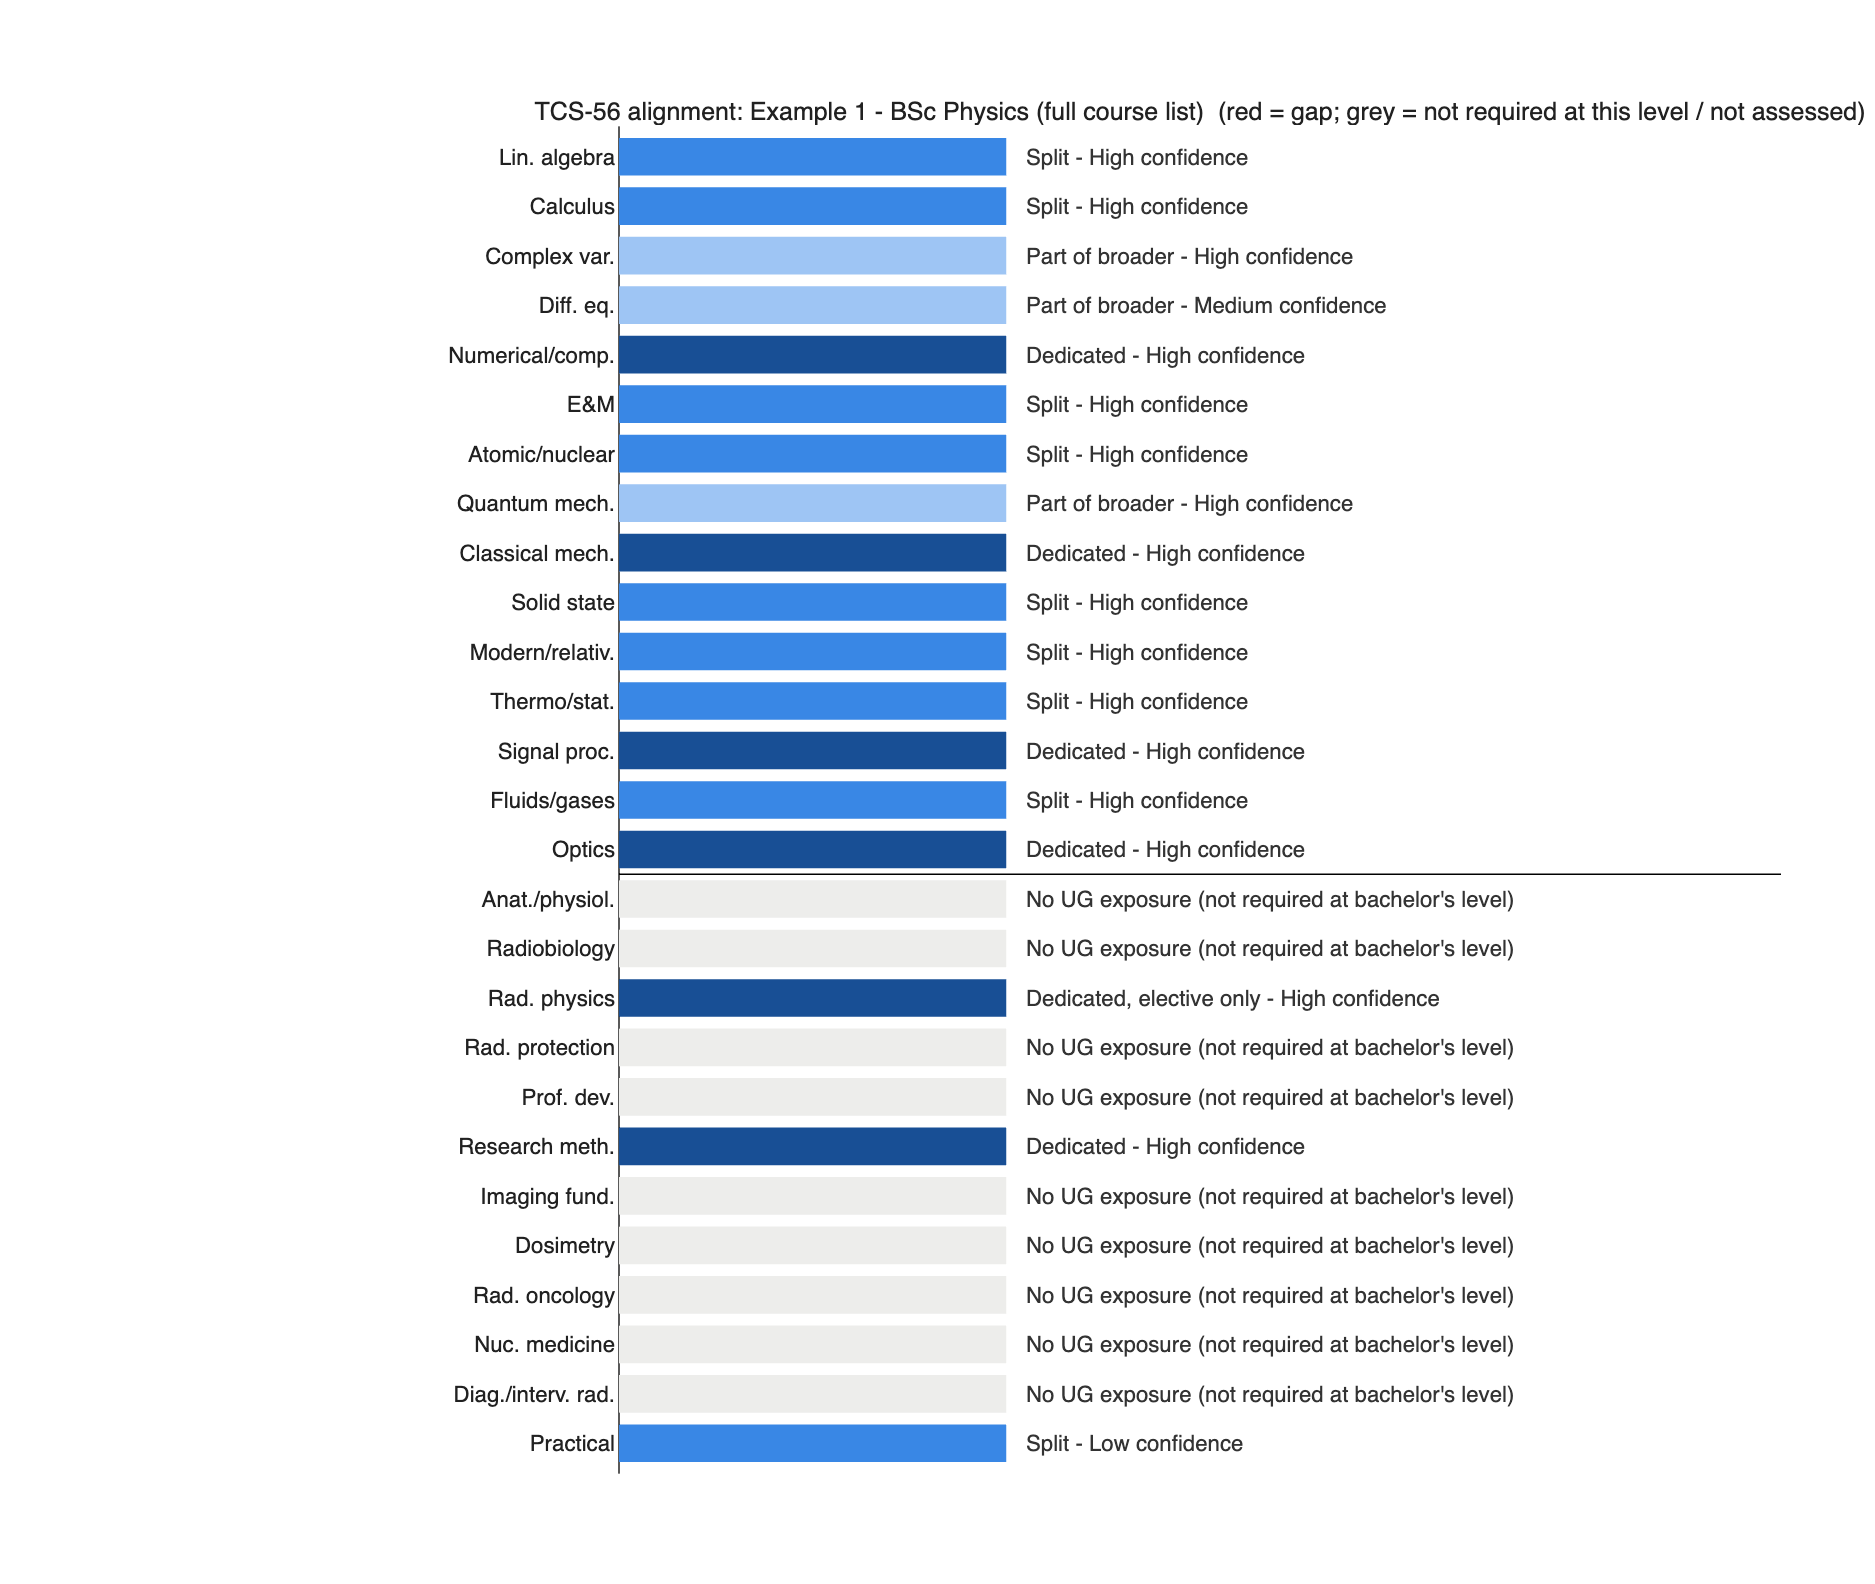 TCS-56 alignment: Example 1 - BSc Physics (full course list)  (red = gap; grey = not required at this level / not assessed)
Lin. algebra Split - High confidence
Calculus Split - High confidence
Complex var. Part of broader - High confidence
Diff. eq. Part of broader - Medium confidence
Numerical/comp. Dedicated - High confidence
E&M Split - High confidence
Atomic/nuclear Split - High confidence
Quantum mech. Part of broader - High confidence
Classical mech. Dedicated - High confidence
Solid state Split - High confidence
Modern/relativ. Split - High confidence
Thermo/stat. Split - High confidence
Signal proc. Dedicated - High confidence
Fluids/gases Split - High confidence
Optics Dedicated - High confidence
Anat./physiol. No UG exposure (not required at bachelor's level)
Radiobiology No UG exposure (not required at bachelor's level)
Rad. physics Dedicated, elective only - High confidence
Rad. protection No UG exposure (not required at bachelor's level)
Prof. dev. No UG exposure (not required at bachelor's level)
Research meth. Dedicated - High confidence
Imaging fund. No UG exposure (not required at bachelor's level)
Dosimetry No UG exposure (not required at bachelor's level)
Rad. oncology No UG exposure (not required at bachelor's level)
Nuc. medicine No UG exposure (not required at bachelor's level)
Diag./interv. rad. No UG exposure (not required at bachelor's level)
Practical Split - Low confidence